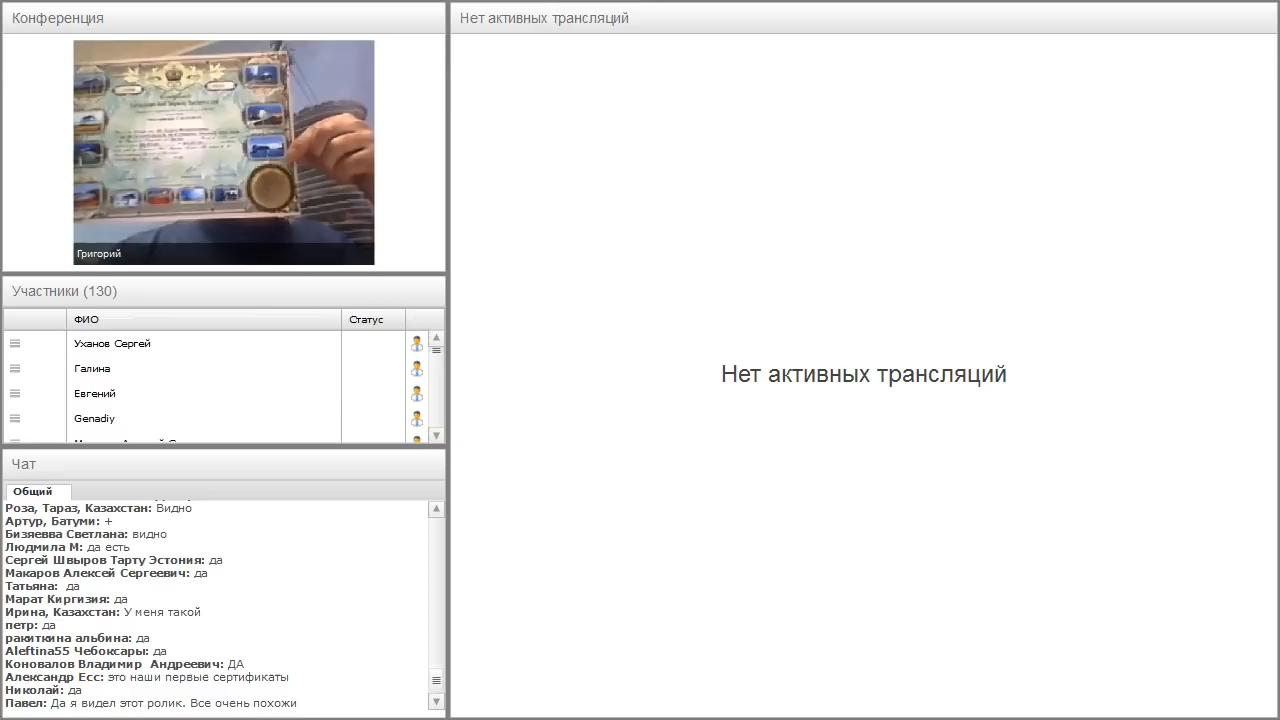 Конференция
Нет активных трансляций
Григорий
Участники (130)
ФИО
Статус
Уханов Сергей
Галина
Евгений
Genadiy
Нет активных трансляций
Чат
Общий
Роза, Тараз, Казахстан: Видно
Артур, Батуми: +
Бизяевва Светлана: видно
Людмила М: да есть
Сергей Швыров Тарту Эстония: да
Макаров Алексей Сергеевич: да
Татьяна: да
Марат Киргизия: да
Ирина, Казахстан: У меня такой
петр: да
ракиткина альбина: да
Aleftina55 Чебоксары: да
Коновалов Владимир Андреевич: ДА
Александр Есс: это наши первые сертификаты
Николай: да
Павел: Да я видел этот ролик. Все очень похожи